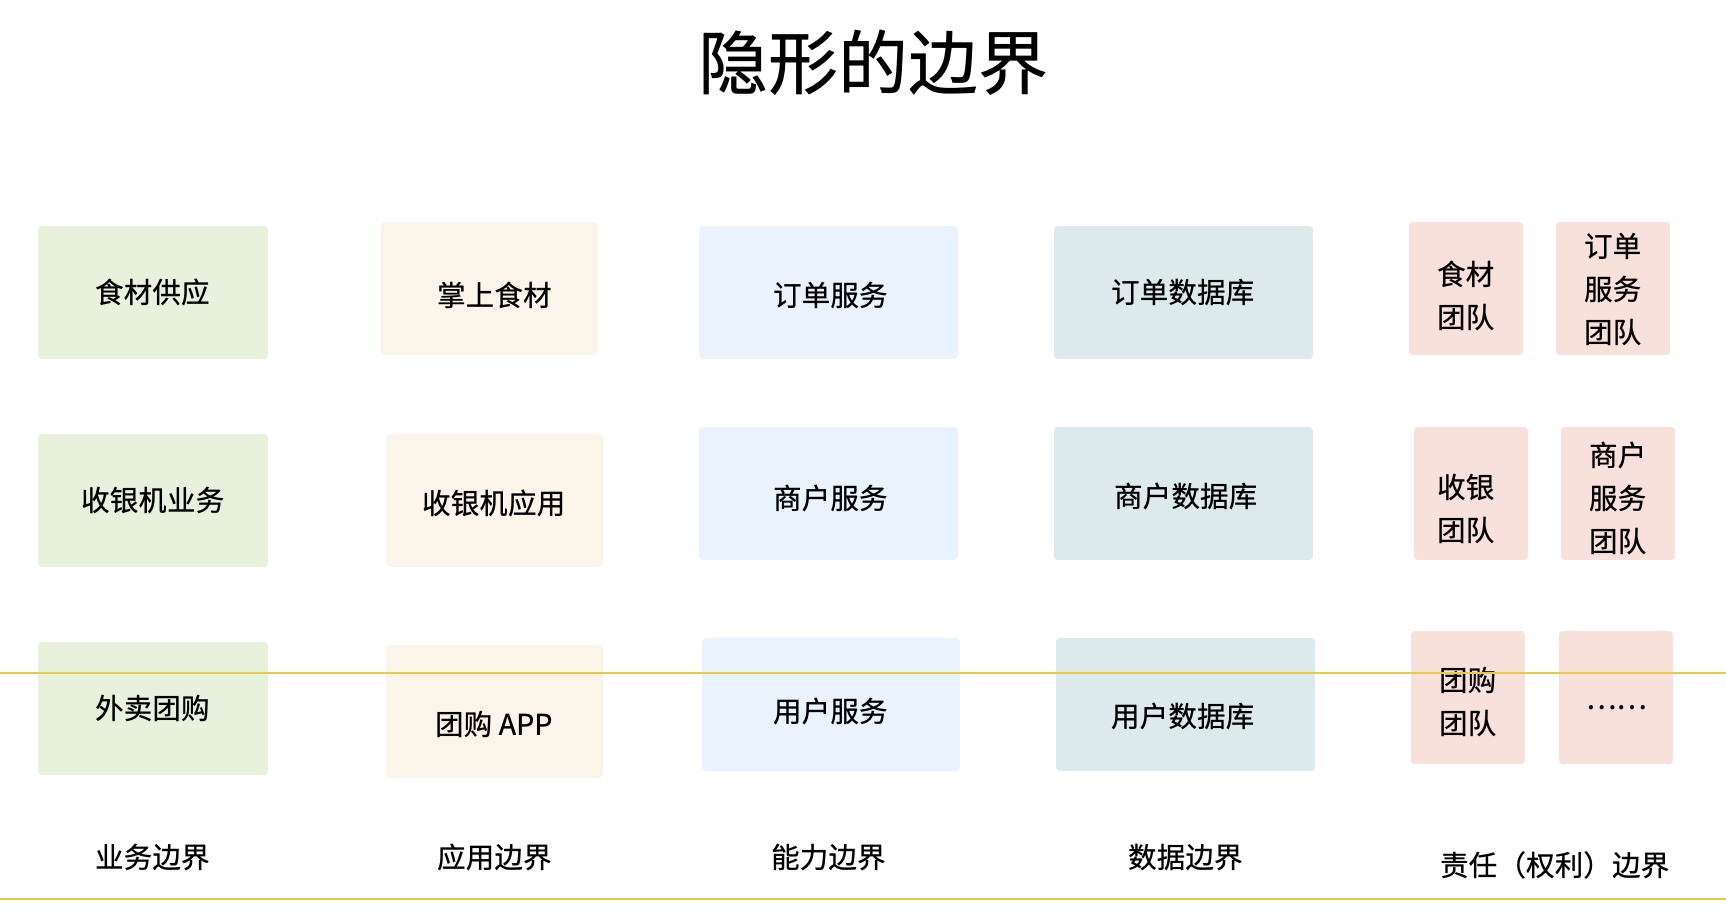 隐形的边界
食材供应
掌上食材
订单服务
订单数据库
食材
团队
订单
服务
团队
收银机业务
收银机应用
商户服务
商户数据库
收银
团队
商户
服务
团队
外卖团购
团购 APP
用户服务
用户数据库
团购
团队
……
业务边界
应用边界
能力边界
数据边界
责任（权利）边界